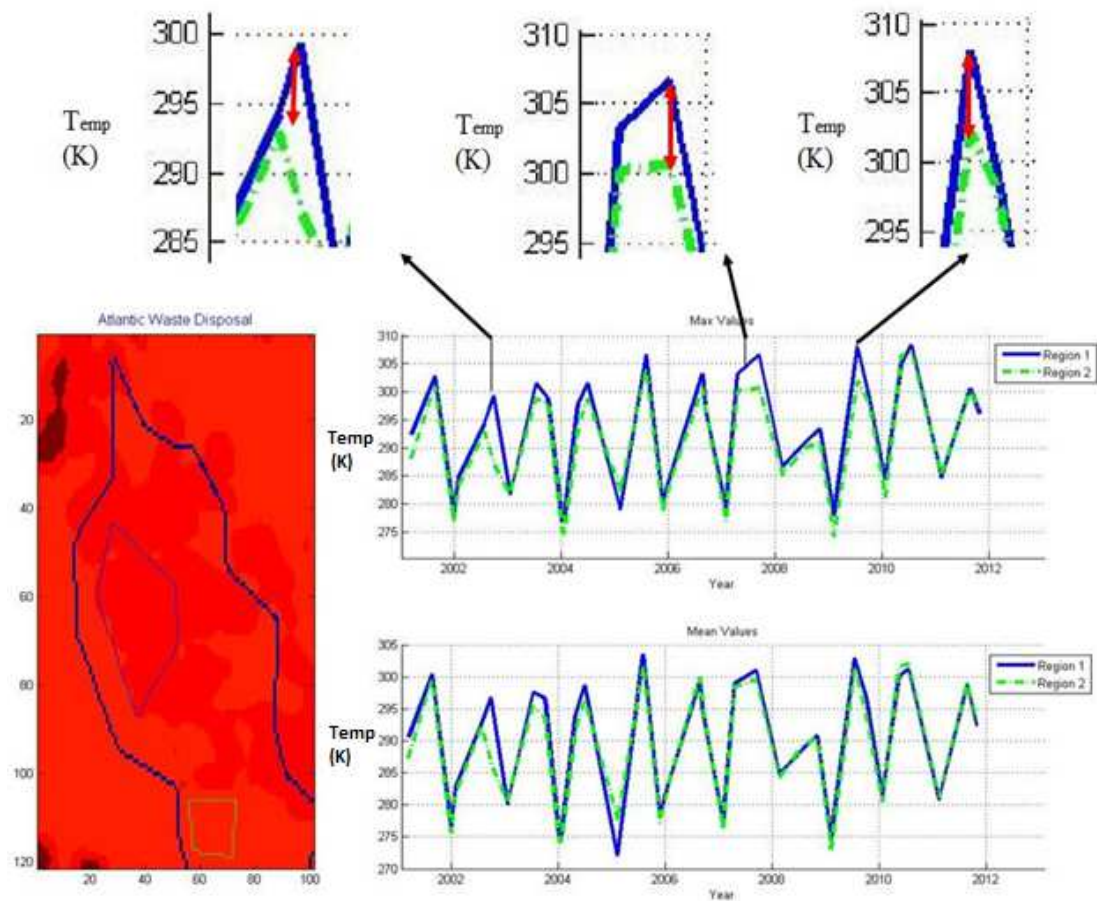 300
295
290
285
Temp
(K)
310
305
300
295
Temp
(K)
310
305
300
295
Temp
(K)
Atlantic Waste Disposal
20
40
60
80
100
120
20
40
60
80
100
Max Values
310
305
300
295
290
285
280
275
Temp
(K)
2002
2004
2006
2008
2010
2012
Year
Region 1
Region 2
Mean Values
305
300
295
290
285
280
275
270
Temp
(K)
2002
2004
2006
2008
2010
2012
Year
Region 1
Region 2